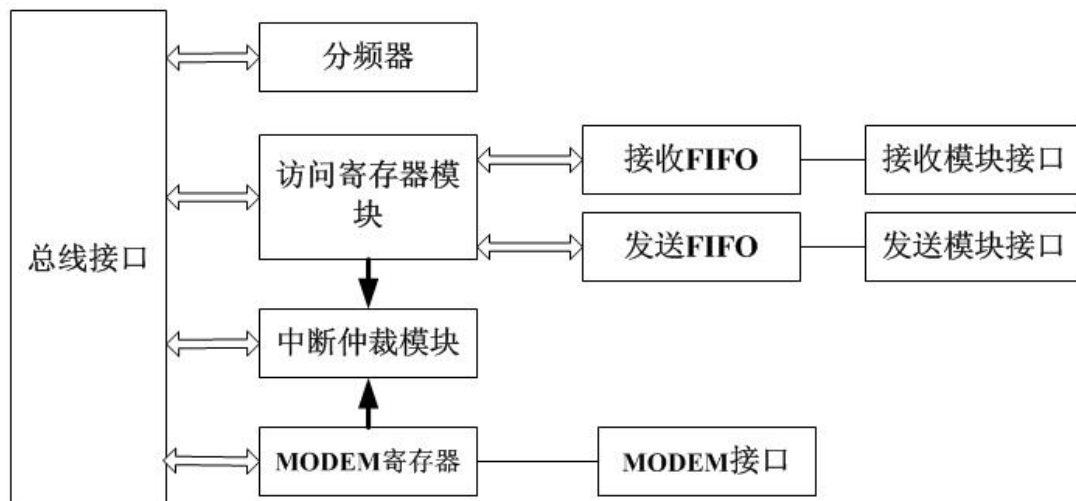 分频器
访问寄存器模
块
接收FIFO
接收模块接口
发送FIFO
发送模块接口
总线接口
中断仲裁模块
MODEM寄存器
MODEM接口